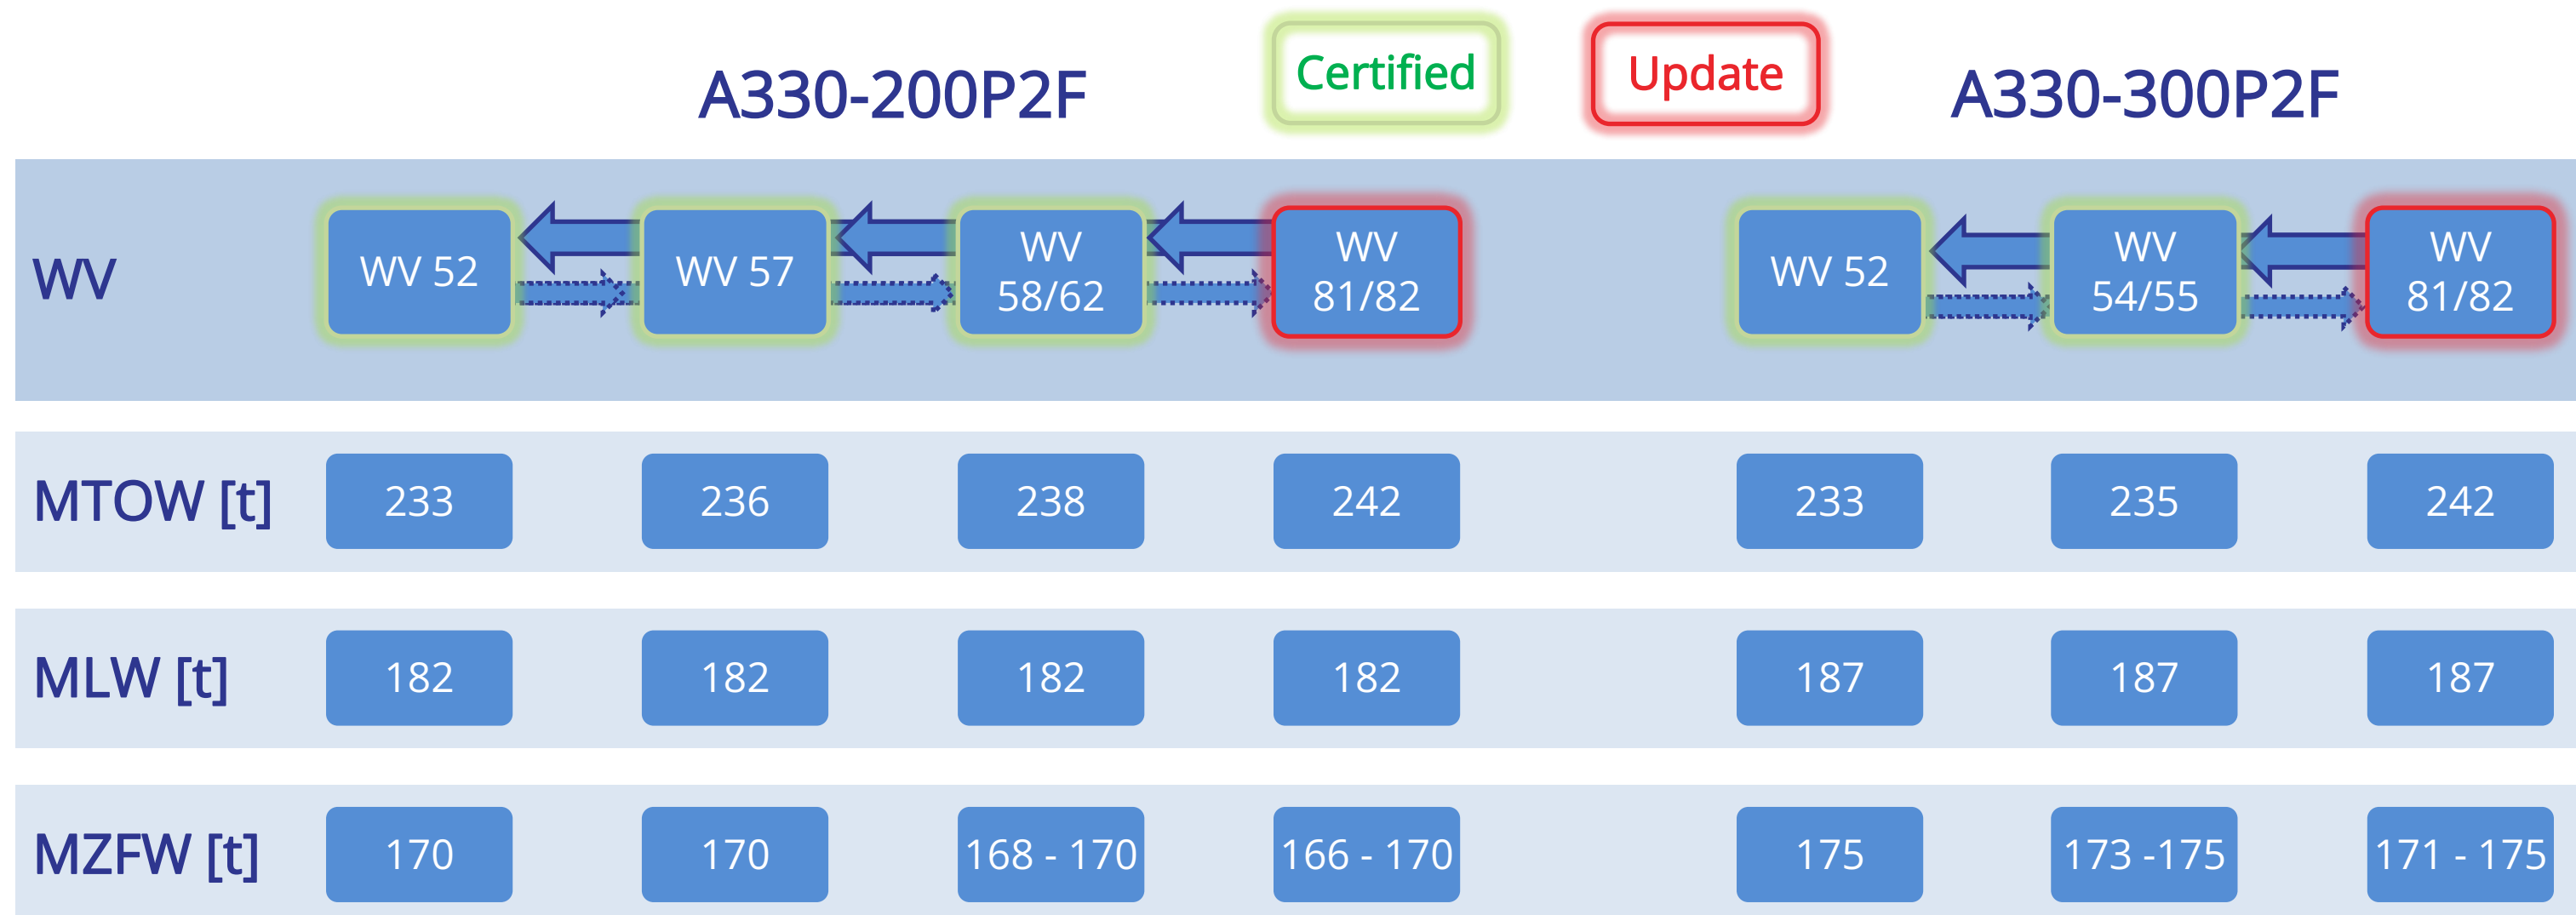 A330-200P2F
Certified
Update
A330-300P2F
WV
WV 52
WV 57
WV
58/62
WV
81/82
WV 52
WV
54/55
WV
81/82
MTOW [t]
233
236
238
242
233
235
242
MLW [t]
182
182
182
182
187
187
187
MZFW [t]
170
170
168 - 170
166 - 170
175
173 -175
171 - 175